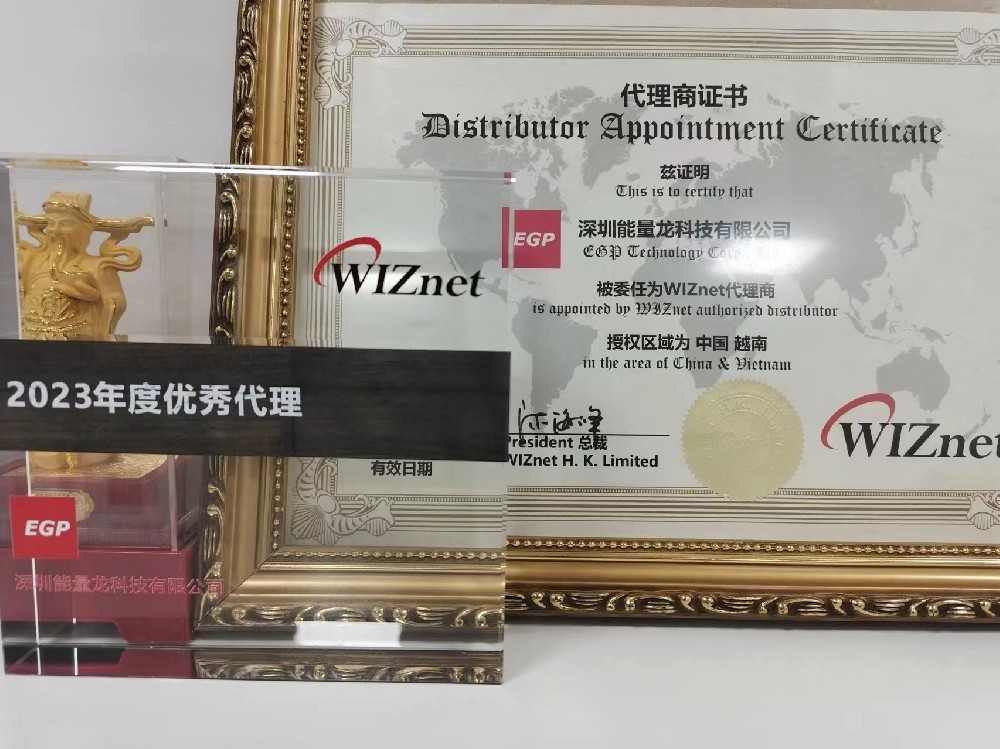 代理商证书
Distributor Appointment Certificate
兹证明
This is to certify that
EGP
深圳能量龙科技有限公司
EGP Technology
被委任为WIZnet代理商
is appointed by WIZnet authorized distributor
授权区域为 中国 越南
in the area of China & Vietnam
President 总裁
WIZnet H. K. Limited
有效日期
WIZnet
WIZnet
2023年度优秀代理
EGP
深圳能量龙科技有限公司